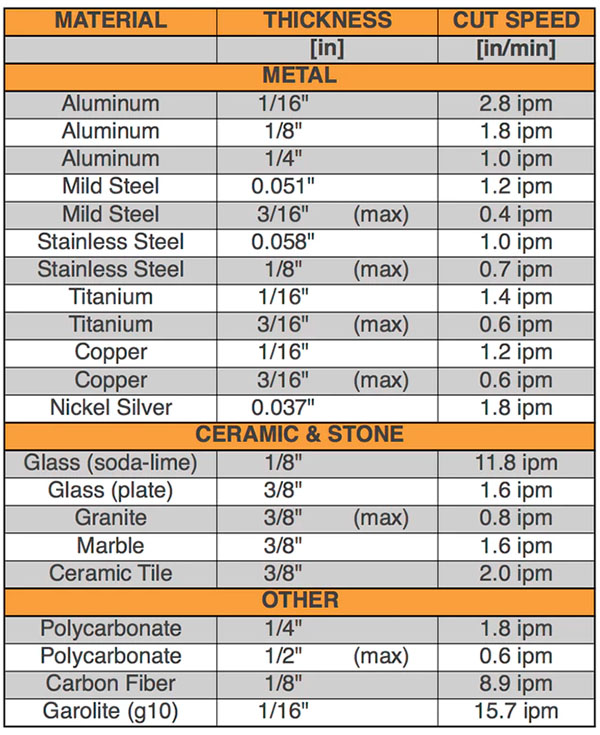 MATERIAL THICKNESS CUT SPEED
[in] [in/min]
METAL
Aluminum 1/16" 2.8 ipm
Aluminum 1/8" 1.8 ipm
Aluminum 1/4" 1.0 ipm
Mild Steel 0.051" 1.2 ipm
Mild Steel 3/16" (max) 0.4 ipm
Stainless Steel 0.058" 1.0 ipm
Stainless Steel 1/8" (max) 0.7 ipm
Titanium 1/16" 1.4 ipm
Titanium 3/16" (max) 0.6 ipm
Copper 1/16" 1.2 ipm
Copper 3/16" (max) 0.6 ipm
Nickel Silver 0.037" 1.8 ipm
CERAMIC & STONE
Glass (soda-lime) 1/8" 11.8 ipm
Glass (plate) 3/8" 1.6 ipm
Granite 3/8" (max) 0.8 ipm
Marble 3/8" 1.6 ipm
Ceramic Tile 3/8" 2.0 ipm
OTHER
Polycarbonate 1/4" 1.8 ipm
Polycarbonate 1/2" (max) 0.6 ipm
Carbon Fiber 1/8" 8.9 ipm
Garolite (g10) 1/16" 15.7 ipm